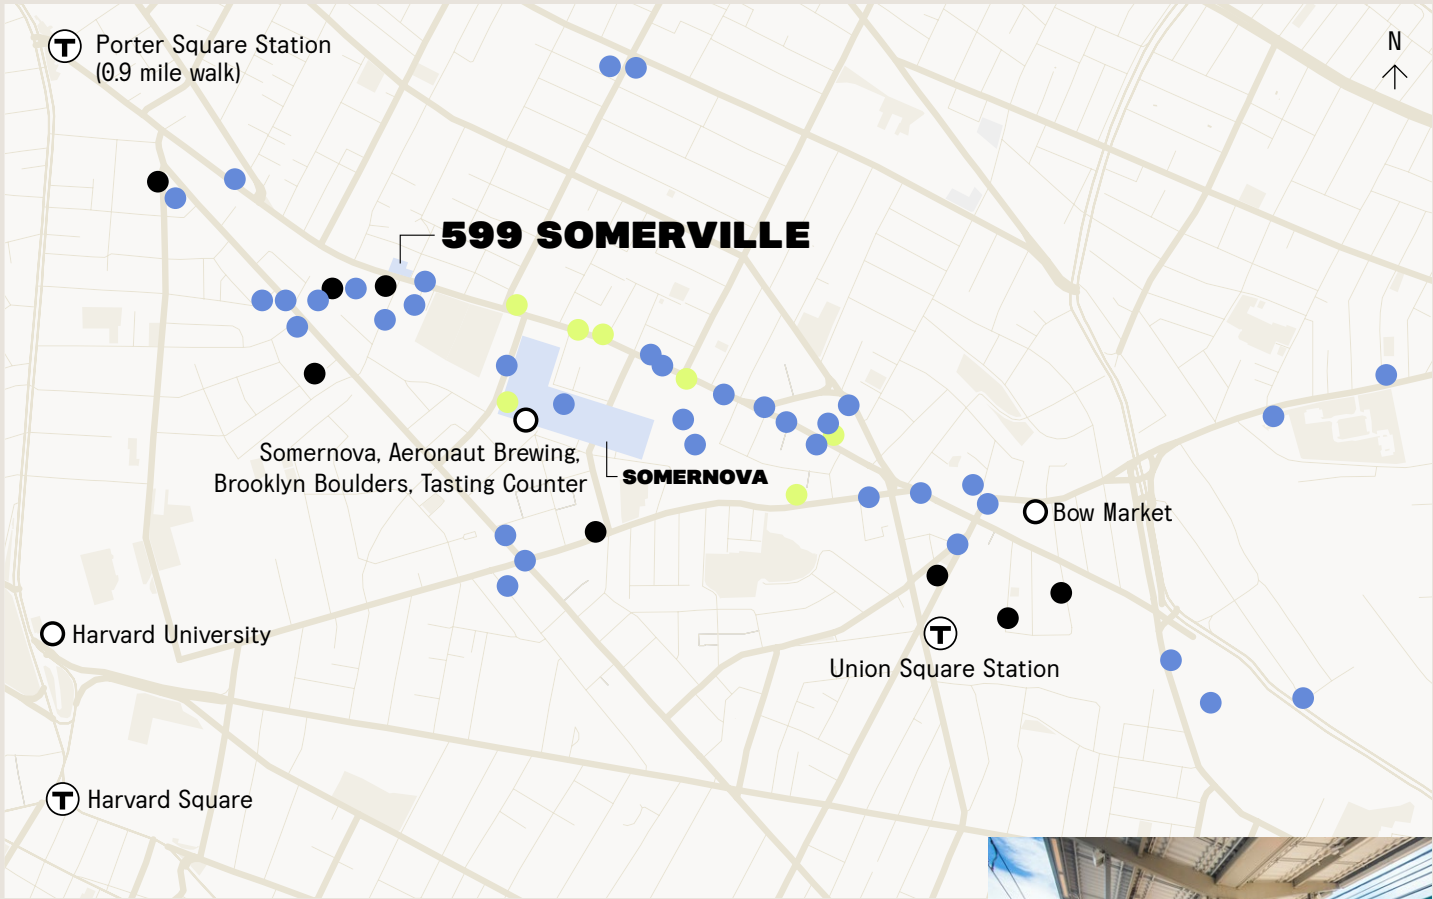 T Porter Square Station
(0.9 mile walk)
N
599 SOMERVILLE
Somernova, Aeronaut Brewing,
Brooklyn Boulders, Tasting Counter
SOMERNOVA
Bow Market
T
Harvard University
Union Square Station
T Harvard Square